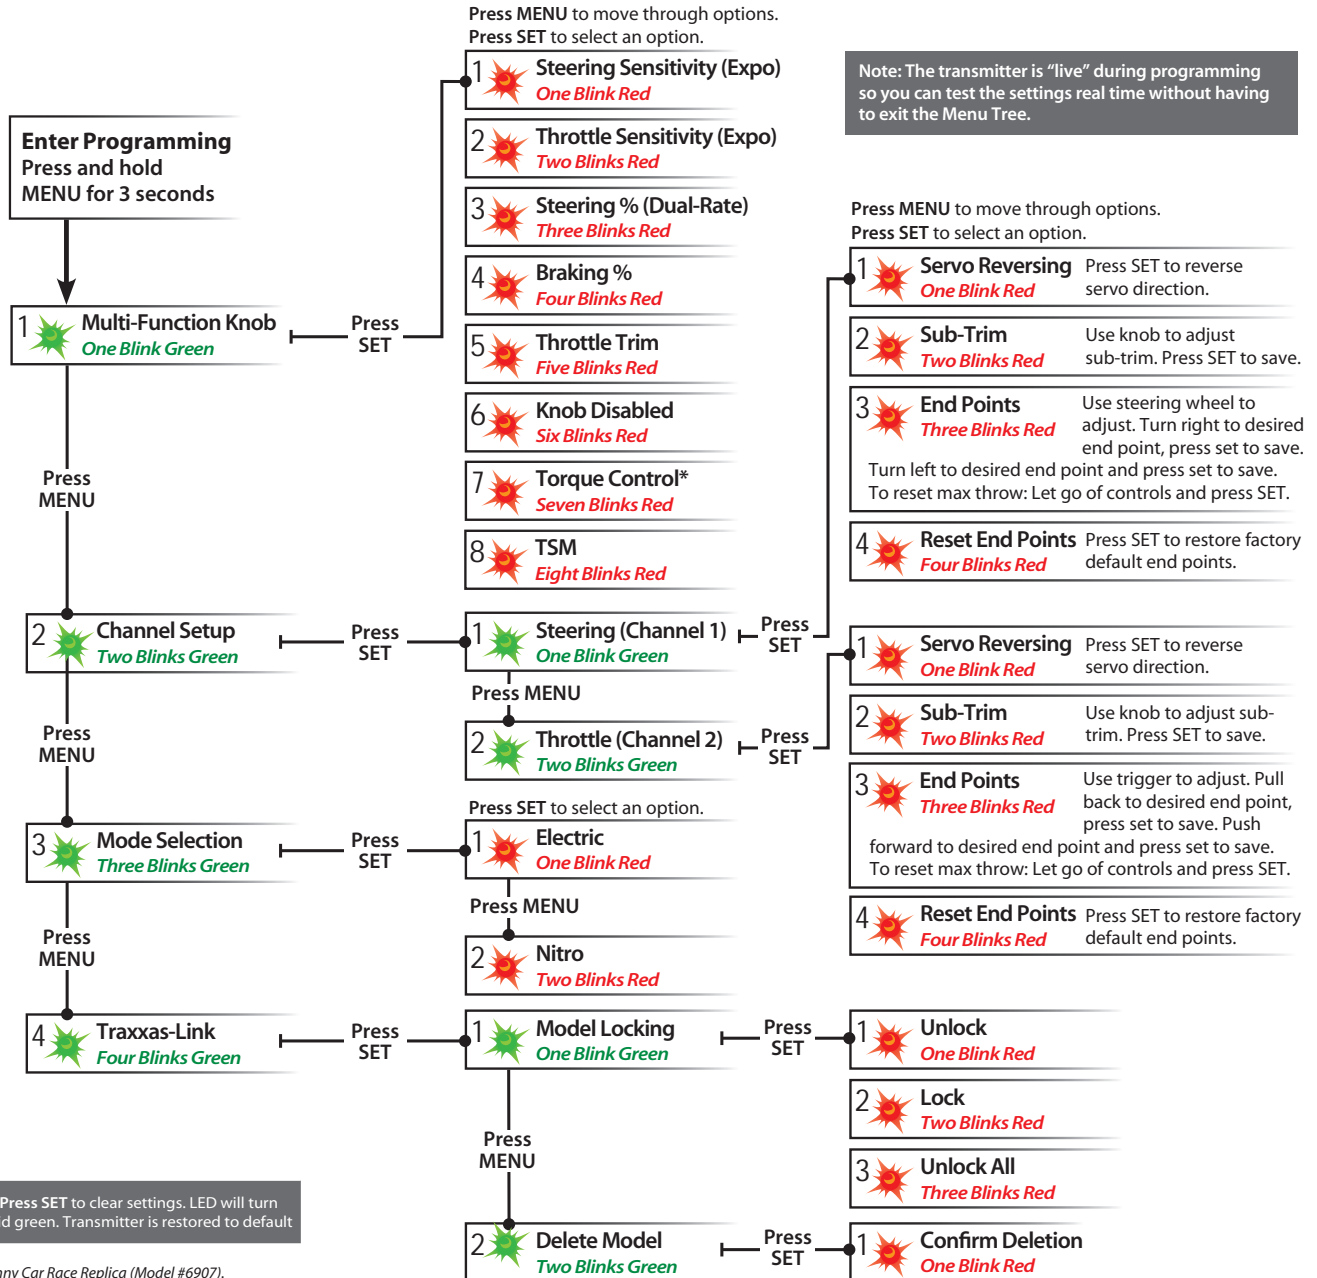 Press MENU to move through options.
Press SET to select an option.
1 Steering Sensitivity (Expo)
One Blink Red
2 Throttle Sensitivity (Expo)
Two Blinks Red
3 Steering % (Dual-Rate)
Three Blinks Red
4 Braking %
Four Blinks Red
5 Throttle Trim
Five Blinks Red
6 Knob Disabled
Six Blinks Red
7 Torque Control*
Seven Blinks Red
8 TSM
Eight Blinks Red
Note: The transmitter is “live” during programming
so you can test the settings real time without having
to exit the Menu Tree.
Enter Programming
Press and hold
MENU for 3 seconds
1 Multi-Function Knob
One Blink Green
Press
SET
Press
MENU
2 Channel Setup
Two Blinks Green
Press
SET
1 Steering (Channel 1)
One Blink Green
Press
SET
Press MENU
2 Throttle (Channel 2)
Two Blinks Green
Press
SET
Press MENU to move through options.
Press SET to select an option.
1 Servo Reversing
One Blink Red
Press SET to reverse
servo direction.
2 Sub-Trim
Two Blinks Red
Use knob to adjust
sub-trim. Press SET to save.
3 End Points
Three Blinks Red
Use steering wheel to
adjust. Turn right to desired
end point, press set to save.
Turn left to desired end point and press set to save.
To reset max throw: Let go of controls and press SET.
4 Reset End Points
Four Blinks Red
Press SET to restore factory
default end points.
1 Servo Reversing
One Blink Red
Press SET to reverse
servo direction.
2 Sub-Trim
Two Blinks Red
Use knob to adjust sub-
trim. Press SET to save.
3 End Points
Three Blinks Red
Use trigger to adjust. Pull
back to desired end point,
press set to save. Push
forward to desired end point and press set to save.
To reset max throw: Let go of controls and press SET.
4 Reset End Points
Four Blinks Red
Press SET to restore factory
default end points.
Press
MENU
3 Mode Selection
Three Blinks Green
Press
SET
Press SET to select an option.
1 Electric
One Blink Red
Press MENU
2 Nitro
Two Blinks Red
Press
MENU
4 Traxxas-Link
Four Blinks Green
Press
SET
1 Model Locking
One Blink Green
Press
SET
1 Unlock
One Blink Red
2 Lock
Two Blinks Red
3 Unlock All
Three Blinks Red
Press
MENU
2 Delete Model
Two Blinks Green
Press
SET
1 Confirm Deletion
One Blink Red
Press SET to clear settings. LED will turn
id green. Transmitter is restored to default
nny Car Race Replica (Model #6907).